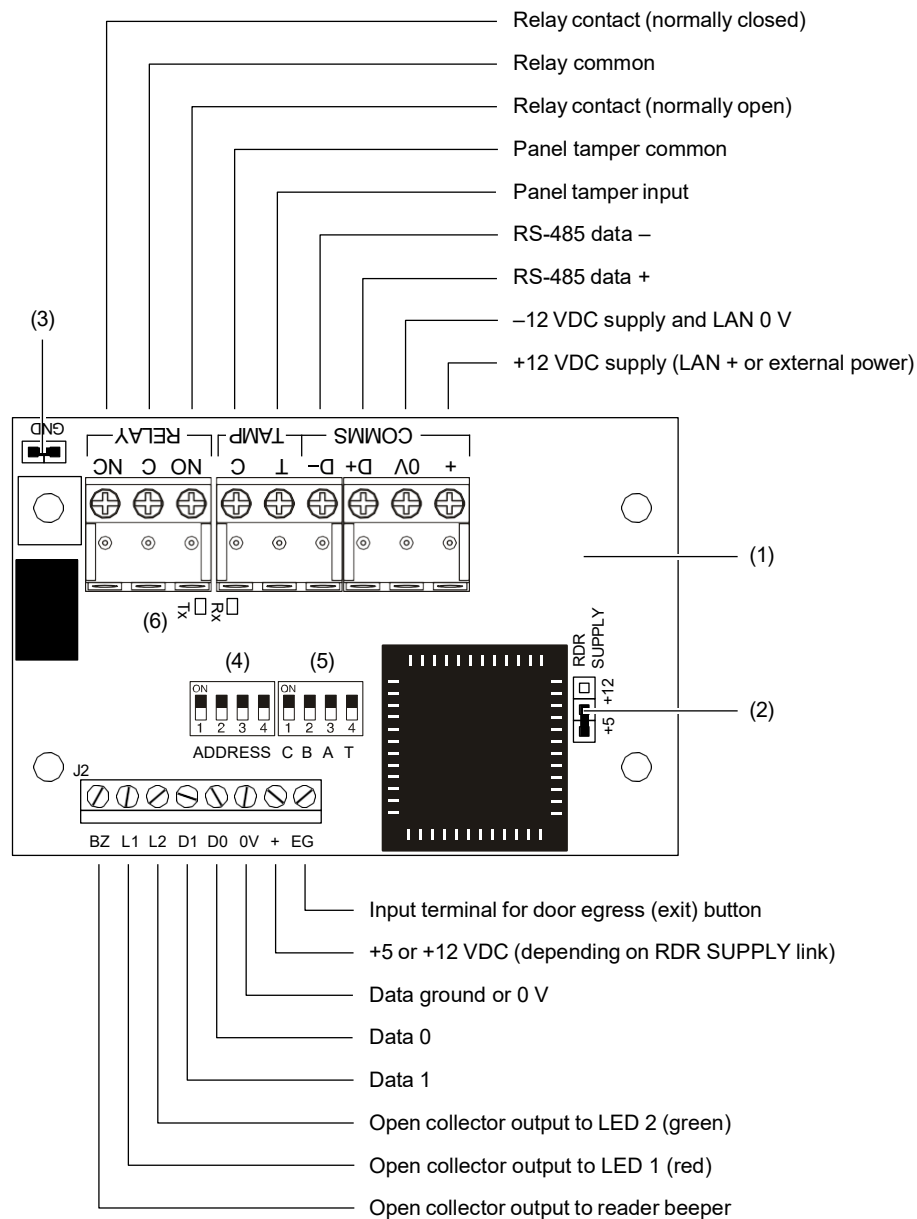 Relay contact (normally closed)
Relay common
Relay contact (normally open)
Panel tamper common
Panel tamper input
RS-485 data –
RS-485 data +
–12 VDC supply and LAN 0 V
+12 VDC supply (LAN + or external power)
(3)
GND
RELAY TAMP COMMS
NC C NO C T D– D+ 0V +
(1)
(6) Tx Rx
RDR SUPPLY
+12
+5
(2)
(4) (5)
ON ON
1 2 3 4 1 2 3 4
ADDRESS C B A T
J2
BZ L1 L2 D1 D0 0V + EG
Input terminal for door egress (exit) button
+5 or +12 VDC (depending on RDR SUPPLY link)
Data ground or 0 V
Data 0
Data 1
Open collector output to LED 2 (green)
Open collector output to LED 1 (red)
Open collector output to reader beeper